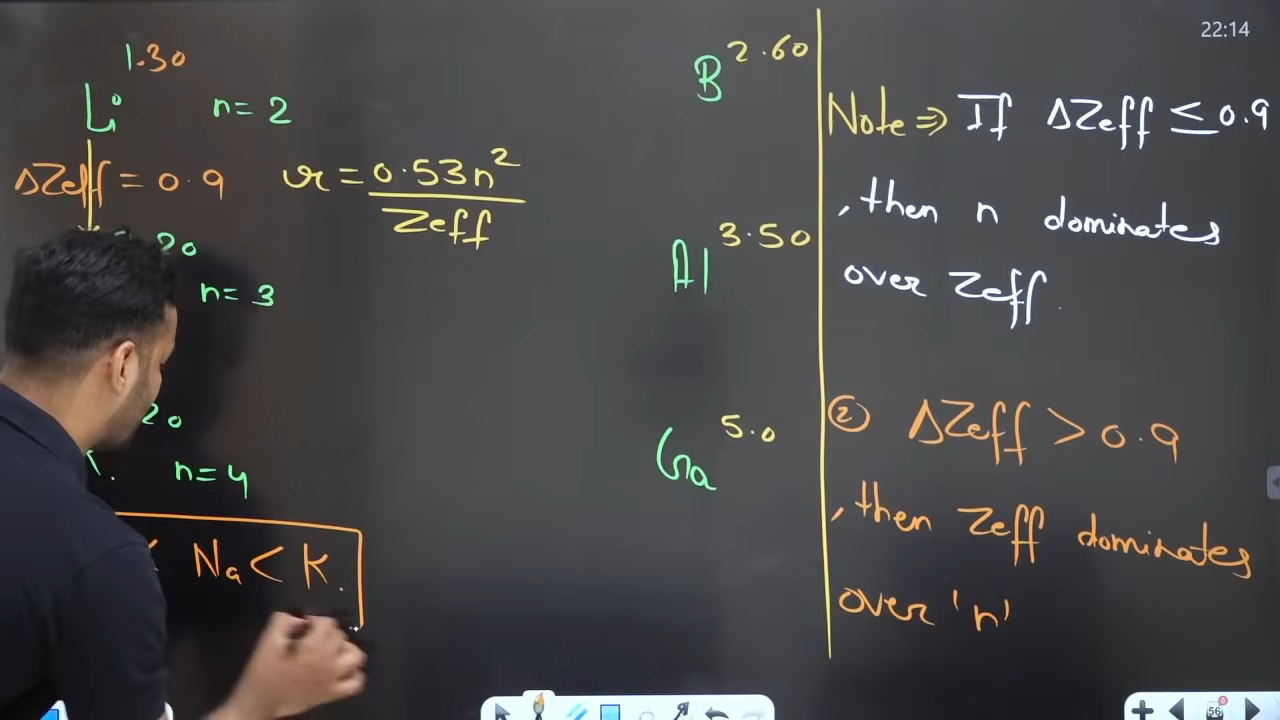 22:14
1.30
Li n=2
ΔZeff = 0.9 r = 0.53n²
Zeff
20
n=3
20
K. n=4
< Na < K.
B 2.60
Al 3.50
Ga 5.0
Note ⇒ If ΔZeff ≤ 0.9
, then n dominates
over Zeff.
② ΔZeff > 0.9
, then Zeff dominates
over 'n'
56